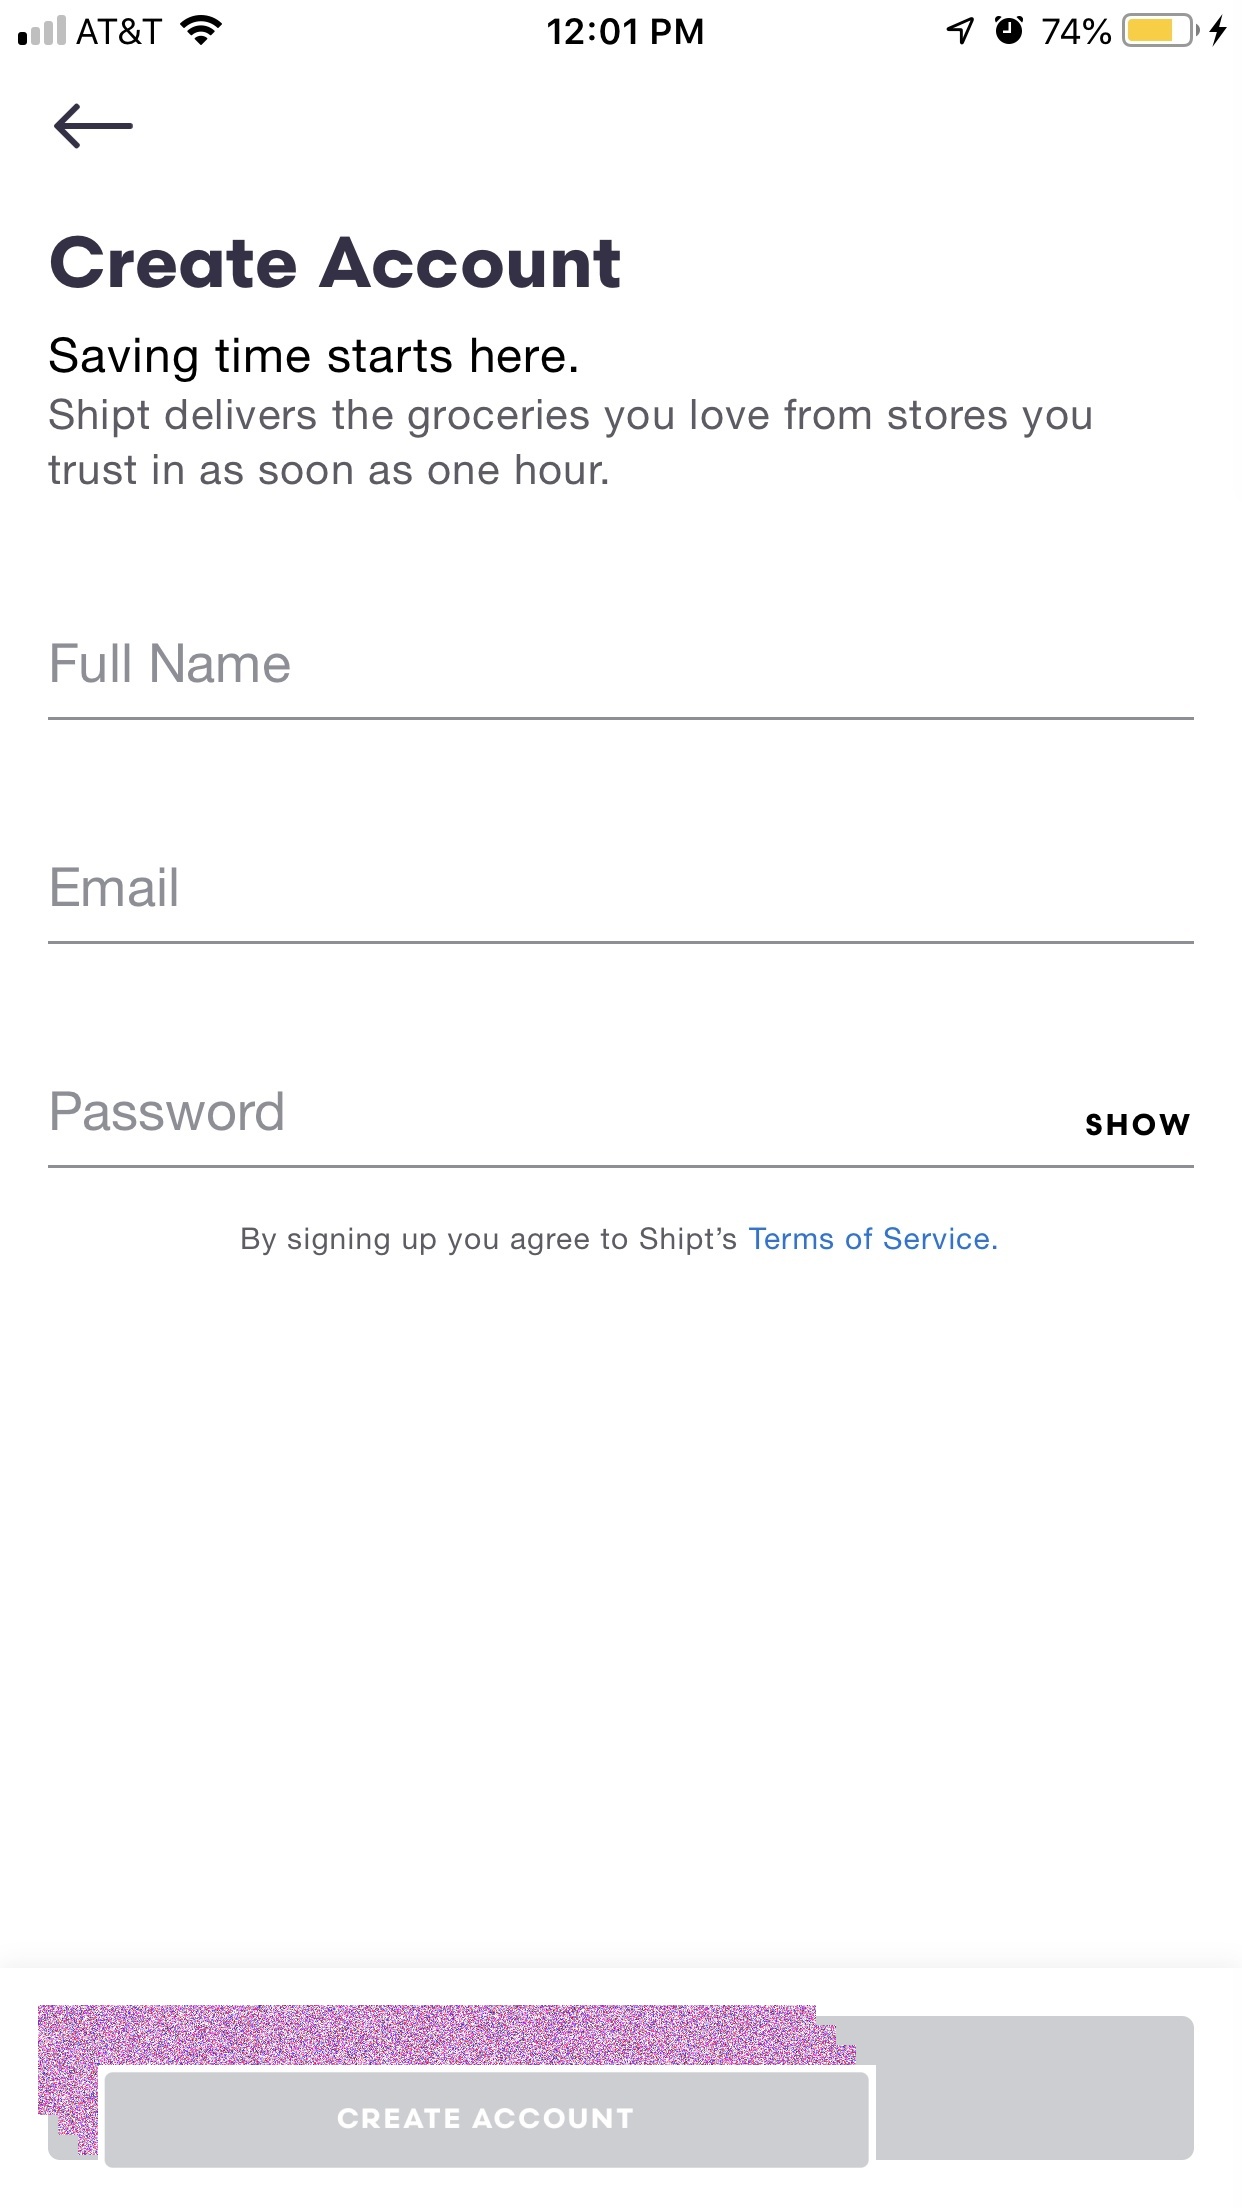 AT&T 12:01 PM 74%
Create Account
Saving time starts here.
Shipt delivers the groceries you love from stores you
trust in as soon as one hour.
Full Name
Email
Password
SHOW
By signing up you agree to Shipt’s Terms of Service.
CREATE ACCOUNT